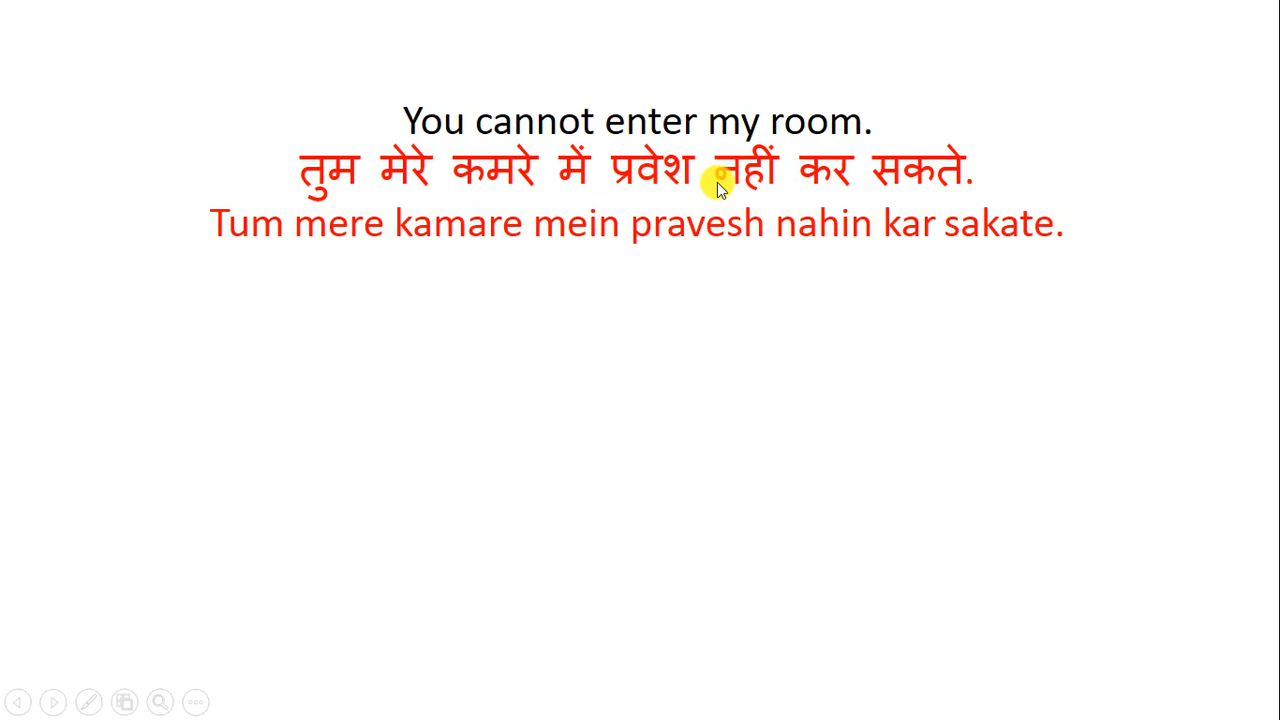 You cannot enter my room.
तुम मेरे कमरे में प्रवेश नहीं कर सकते.
Tum mere kamare mein pravesh nahin kar sakate.